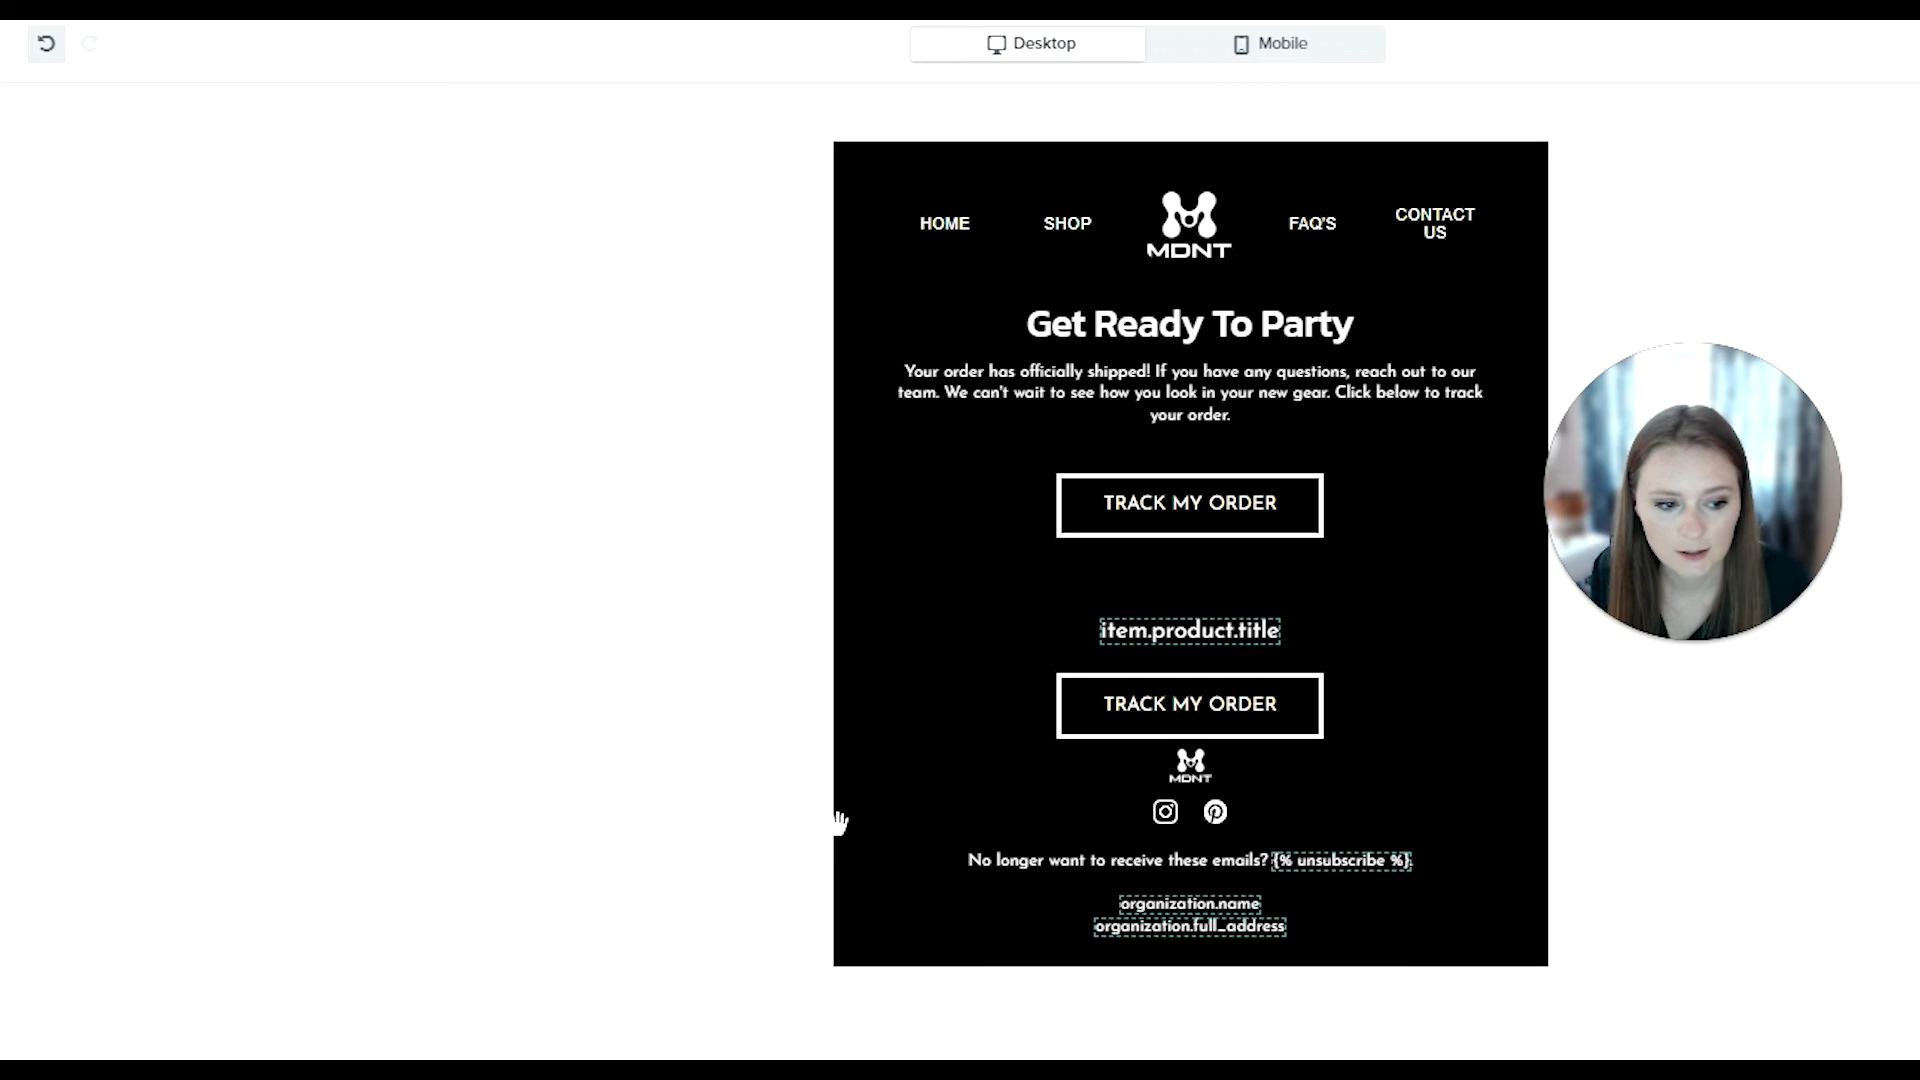 Desktop
Mobile
HOME
SHOP
MDNT
FAQ'S
CONTACT
US
Get Ready To Party
Your order has officially shipped! If you have any questions, reach out to our
team. We can't wait to see how you look in your new gear. Click below to track
your order.
TRACK MY ORDER
item.product.title
TRACK MY ORDER
MDNT
No longer want to receive these emails? {% unsubscribe %}.
organization.name
organization.full_address